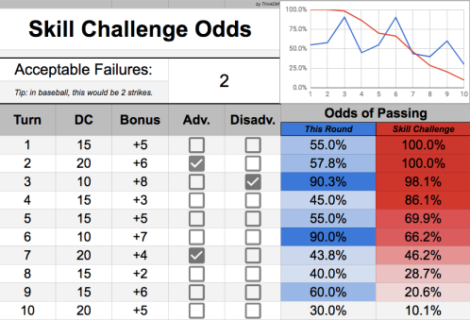 by ThinkDM
Skill Challenge Odds
100.0%
75.0%
50.0%
25.0%
0.0%
1 2 3 4 5 6 7 8 9 10
Acceptable Failures: 2
Tip: in baseball, this would be 2 strikes.
Turn DC Bonus Adv. Disadv. Odds of Passing
This Round Skill Challenge
1 15 +5 55.0% 100.0%
2 20 +6 57.8% 100.0%
3 10 +8 90.3% 98.1%
4 15 +3 45.0% 86.1%
5 15 +5 55.0% 69.9%
6 10 +7 90.0% 66.2%
7 20 +4 43.8% 46.2%
8 15 +2 40.0% 28.7%
9 15 +6 60.0% 20.6%
10 20 +5 30.0% 10.1%